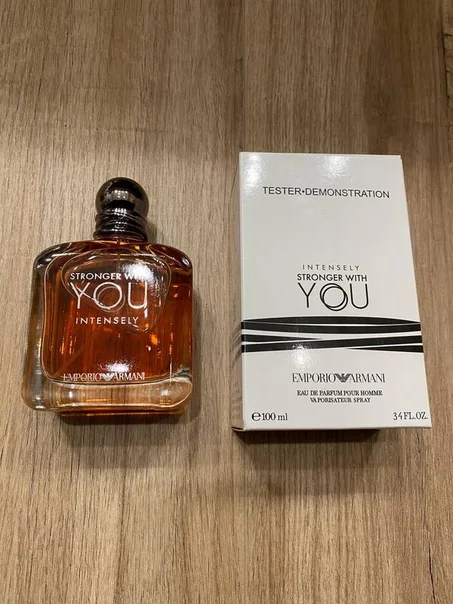 STRONGER WITH
YOU
INTENSELY
EMPORIO ARMANI
TESTER•DEMONSTRATION
INTENSELY
STRONGER WITH
YOU
EMPORIO ARMANI
EAU DE PARFUM POUR HOMME
VAPORISATEUR SPRAY
e 100 ml 3.4 FL.OZ.